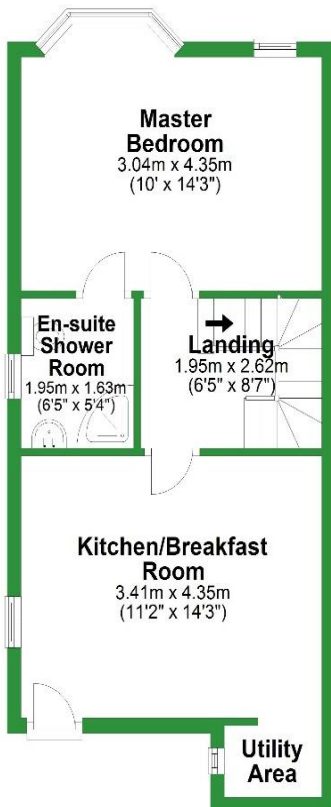 Master
Bedroom
3.04m x 4.35m
(10' x 14'3")
En-suite
Shower
Room
1.95m x 1.63m
(6'5" x 5'4")
Landing
1.95m x 2.62m
(6'5" x 8'7")
Kitchen/Breakfast
Room
3.41m x 4.35m
(11'2" x 14'3")
Utility
Area